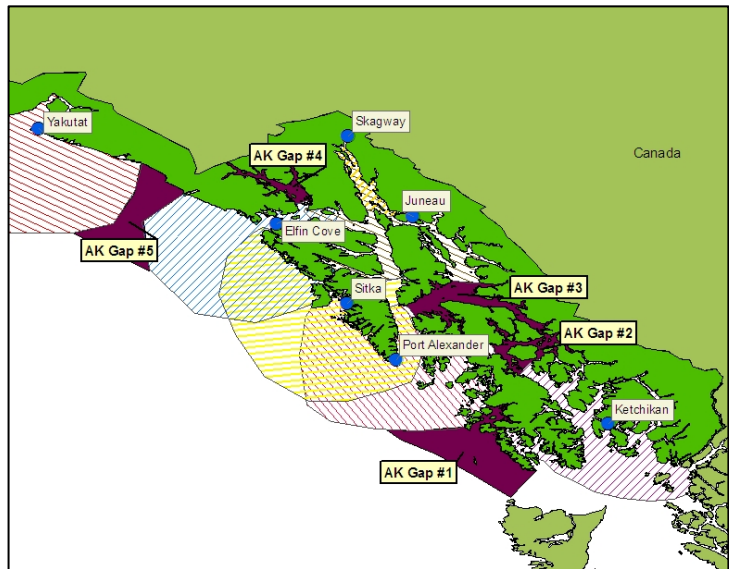 Yakutat
Skagway
AK Gap #4
Canada
Juneau
Elfin Cove
AK Gap #5
AK Gap #3
Sitka
AK Gap #2
Port Alexander
Ketchikan
AK Gap #1